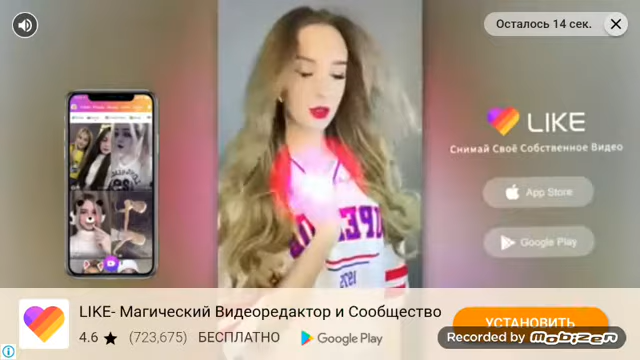 Осталось 14 сек.
LIKE
Снимай Своё Собственное Видео
App Store
Google Play
LIKE- Магический Видеоредактор и Сообщество
4.6 ★ (723,675) БЕСПЛАТНО Google Play
УСТАНОВИТЬ
Recorded by Mobizen